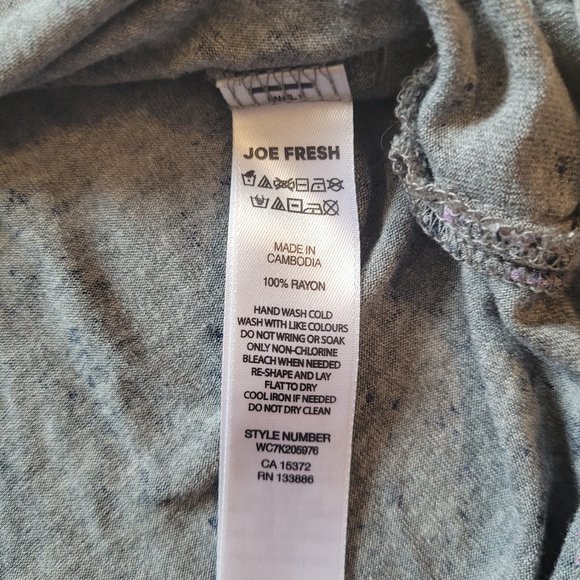 JOE FRESH
MADE IN
CAMBODIA
100% RAYON
HAND WASH COLD
WASH WITH LIKE COLOURS
DO NOT WRING OR SOAK
ONLY NON-CHLORINE
BLEACH WHEN NEEDED
RE-SHAPE AND LAY
FLAT TO DRY
COOL IRON IF NEEDED
DO NOT DRY CLEAN
STYLE NUMBER
WC7K205976
CA 15372
RN 133886